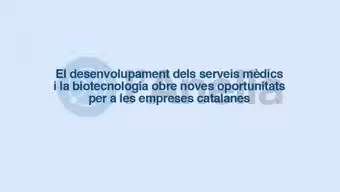 El desenvolupament dels serveis mèdics
i la biotecnologia obre noves oportunitats
per a les empreses catalanes